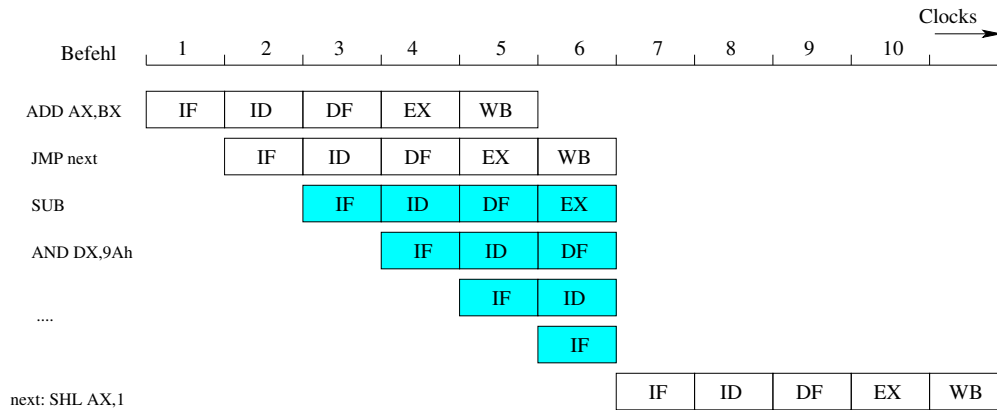 Clocks
Befehl 1 2 3 4 5 6 7 8 9 10
ADD AX,BX IF ID DF EX WB
JMP next IF ID DF EX WB
SUB IF ID DF EX
AND DX,9Ah IF ID DF
IF ID
....
IF
next: SHL AX,1 IF ID DF EX WB